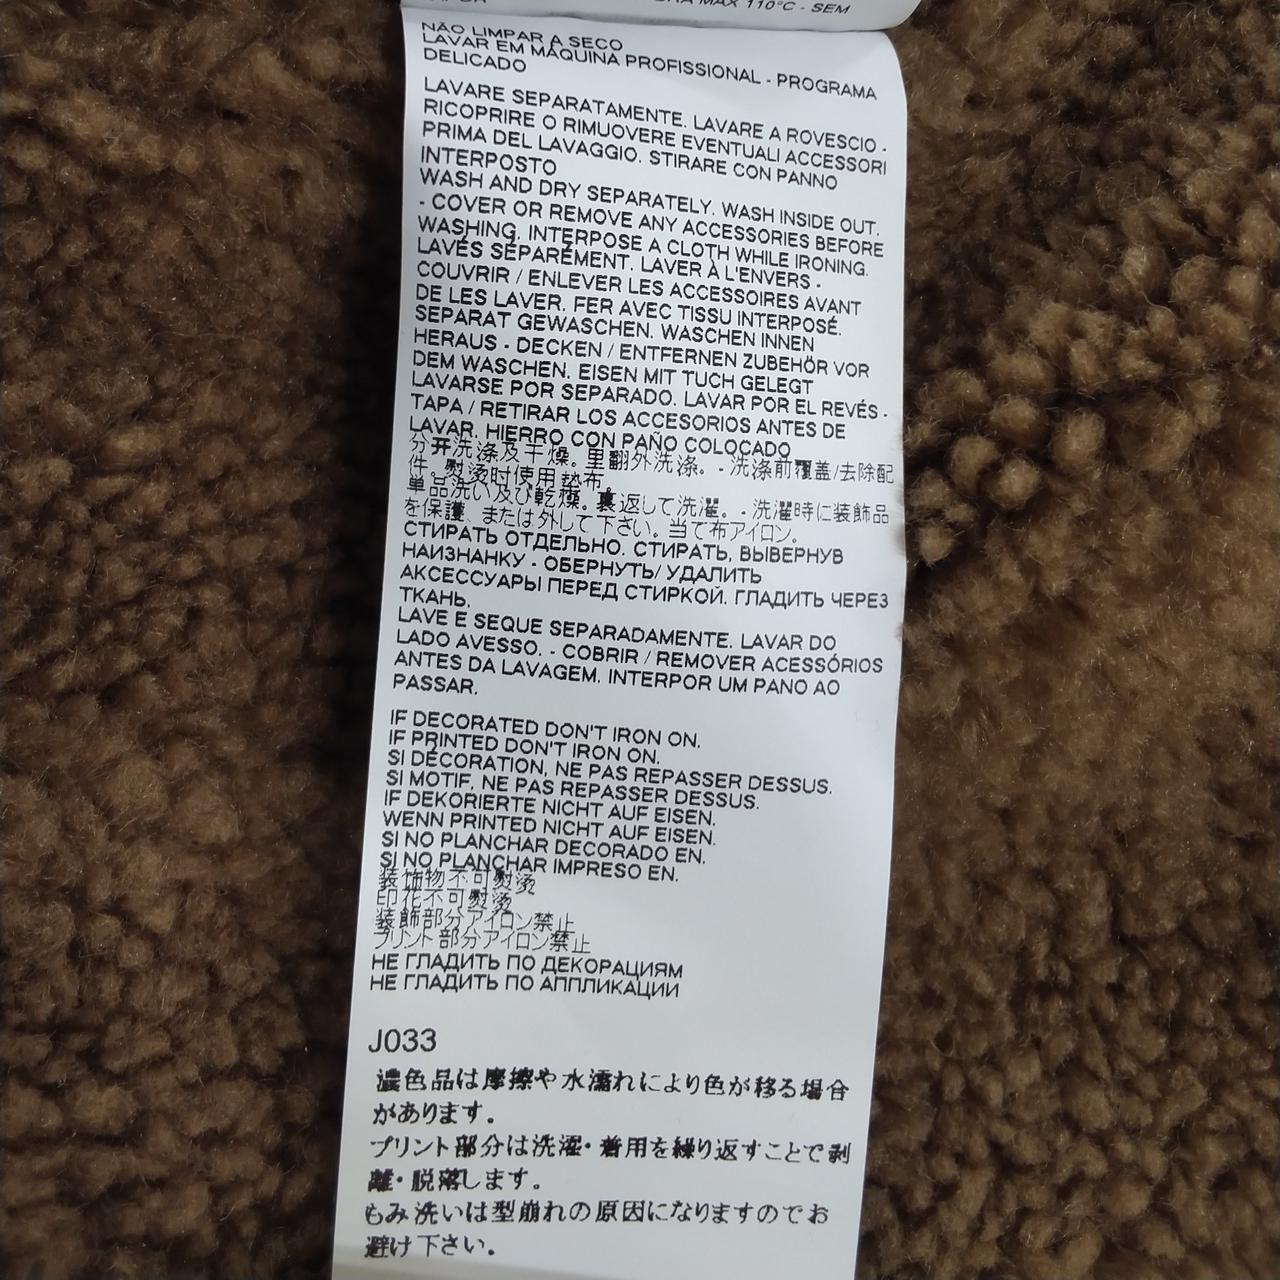 MAX 110°C - SEM
NÃO LIMPAR A SECO
LAVAR EM MÁQUINA PROFISSIONAL - PROGRAMA
DELICADO
LAVARE SEPARATAMENTE. LAVARE A ROVESCIO -
RICOPRIRE O RIMUOVERE EVENTUALI ACCESSORI
PRIMA DEL LAVAGGIO. STIRARE CON PANNO
INTERPOSTO
WASH AND DRY SEPARATELY. WASH INSIDE OUT.
- COVER OR REMOVE ANY ACCESSORIES BEFORE
WASHING. INTERPOSE A CLOTH WHILE IRONING.
LAVÉS SÉPARÉMENT. LAVER À L'ENVERS -
COUVRIR / ENLEVER LES ACCESSOIRES AVANT
DE LES LAVER. FER AVEC TISSU INTERPOSÉ.
SEPARAT GEWASCHEN. WASCHEN INNEN
HERAUS - DECKEN / ENTFERNEN ZUBEHÖR VOR
DEM WASCHEN. EISEN MIT TUCH GELEGT
LAVARSE POR SEPARADO. LAVAR POR EL REVÉS -
TAPA / RETIRAR LOS ACCESORIOS ANTES DE
LAVAR. HIERRO CON PAÑO COLOCADO
分开洗涤及干燥。里翻外洗涤。- 洗涤前覆盖/去除配
件。熨烫时使用垫布。
単品洗い及び乾燥。裏返して洗濯。- 洗濯時に装飾品
を保護、または外して下さい。当て布アイロン。
СТИРАТЬ ОТДЕЛЬНО. СТИРАТЬ, ВЫВЕРНУВ
НАИЗНАНКУ - ОБЕРНУТЬ/ УДАЛИТЬ
АКСЕССУАРЫ ПЕРЕД СТИРКОЙ. ГЛАДИТЬ ЧЕРЕЗ
ТКАНЬ.
LAVE E SEQUE SEPARADAMENTE. LAVAR DO
LADO AVESSO. - COBRIR / REMOVER ACESSÓRIOS
ANTES DA LAVAGEM. INTERPOR UM PANO AO
PASSAR.
IF DECORATED DON'T IRON ON.
IF PRINTED DON'T IRON ON.
SI DÉCORATION, NE PAS REPASSER DESSUS.
SI MOTIF, NE PAS REPASSER DESSUS.
IF DEKORIERTE NICHT AUF EISEN.
WENN PRINTED NICHT AUF EISEN.
SI NO PLANCHAR DECORADO EN.
SI NO PLANCHAR IMPRESO EN.
装饰物不可熨烫
印花不可熨烫
装飾部分アイロン禁止
プリント部分アイロン禁止
НЕ ГЛАДИТЬ ПО ДЕКОРАЦИЯМ
НЕ ГЛАДИТЬ ПО АППЛИКАЦИИ
J033
濃色品は摩擦や水濡れにより色が移る場合
があります。
プリント部分は洗濯・着用を繰り返すことで剥
離・脱落します。
もみ洗いは型崩れの原因になりますのでお
避け下さい。